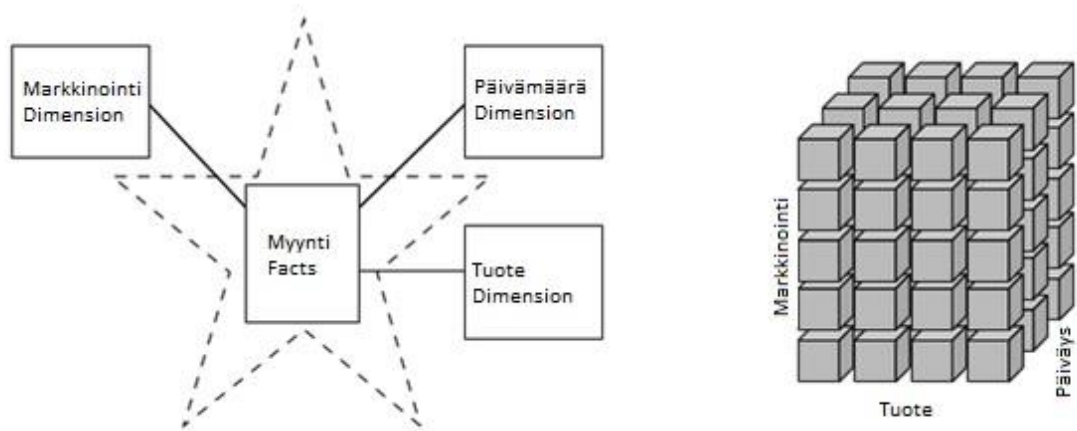 Markkinointi
Dimension
Päivämäärä
Dimension
Myynti
Facts
Tuote
Dimension
Markkinointi
Tuote
Päiväys